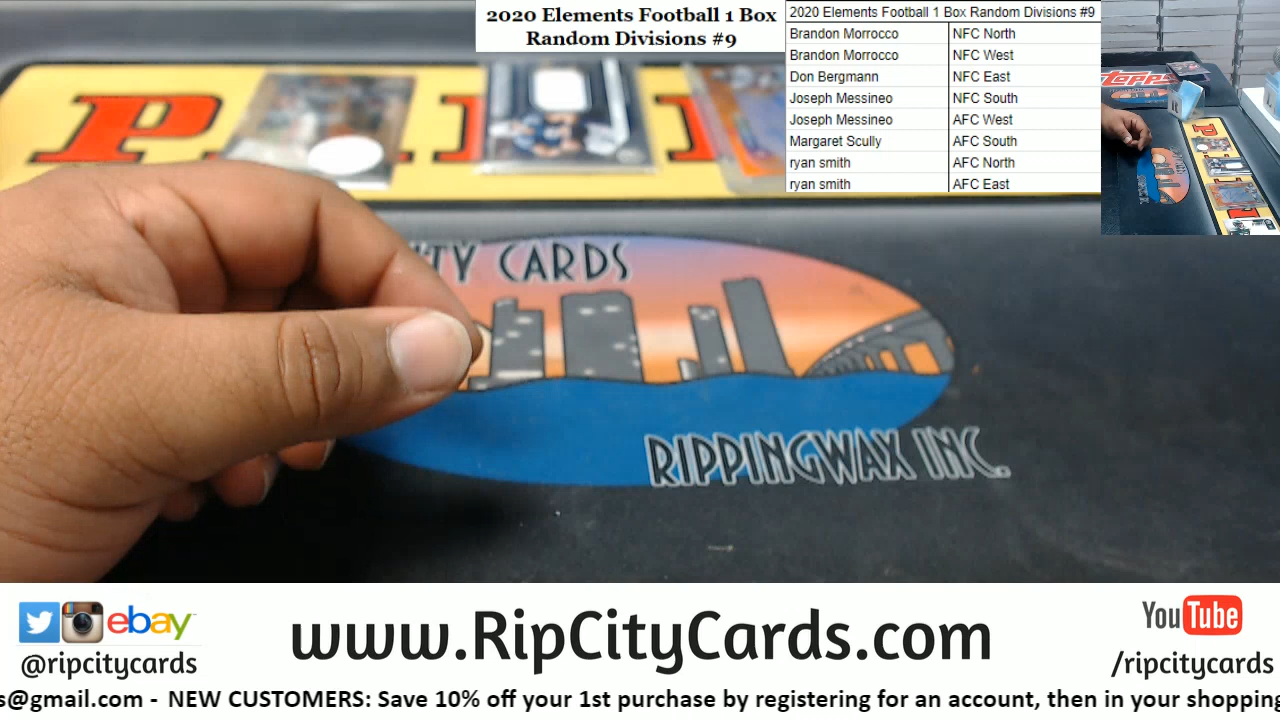 2020 Elements Football 1 Box
Random Divisions #9
2020 Elements Football 1 Box Random Divisions #9
Brandon Morrocco NFC North
Brandon Morrocco NFC West
Don Bergmann NFC East
Joseph Messineo NFC South
Joseph Messineo AFC West
Margaret Scully AFC South
ryan smith AFC North
ryan smith AFC East
topps
CITY CARDS
RIPPINGWAX INC.
ebay
@ripcitycards
www.RipCityCards.com
YouTube
/ripcitycards
s@gmail.com - NEW CUSTOMERS: Save 10% off your 1st purchase by registering for an account, then in your shopping